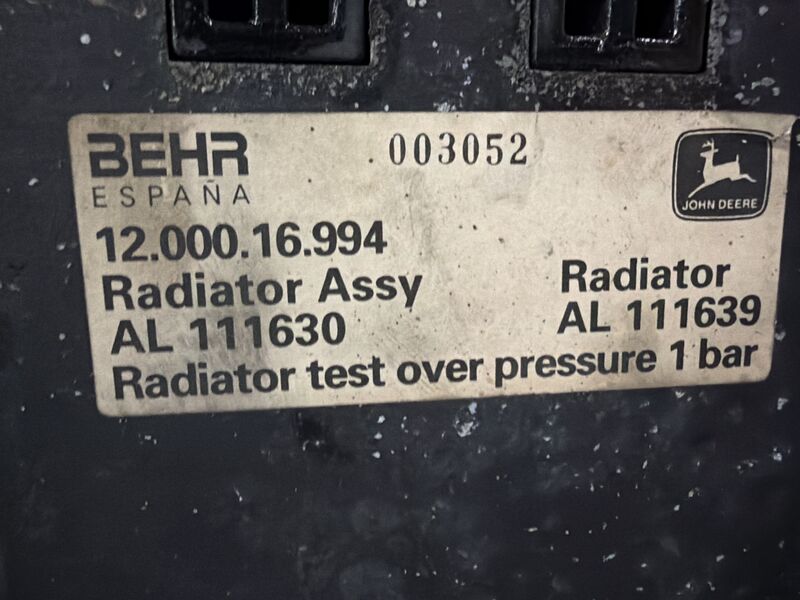 BEHR
ESPAÑA
003052
JOHN DEERE
12.000.16.994
Radiator Assy
AL 111630
Radiator
AL 111639
Radiator test over pressure 1 bar